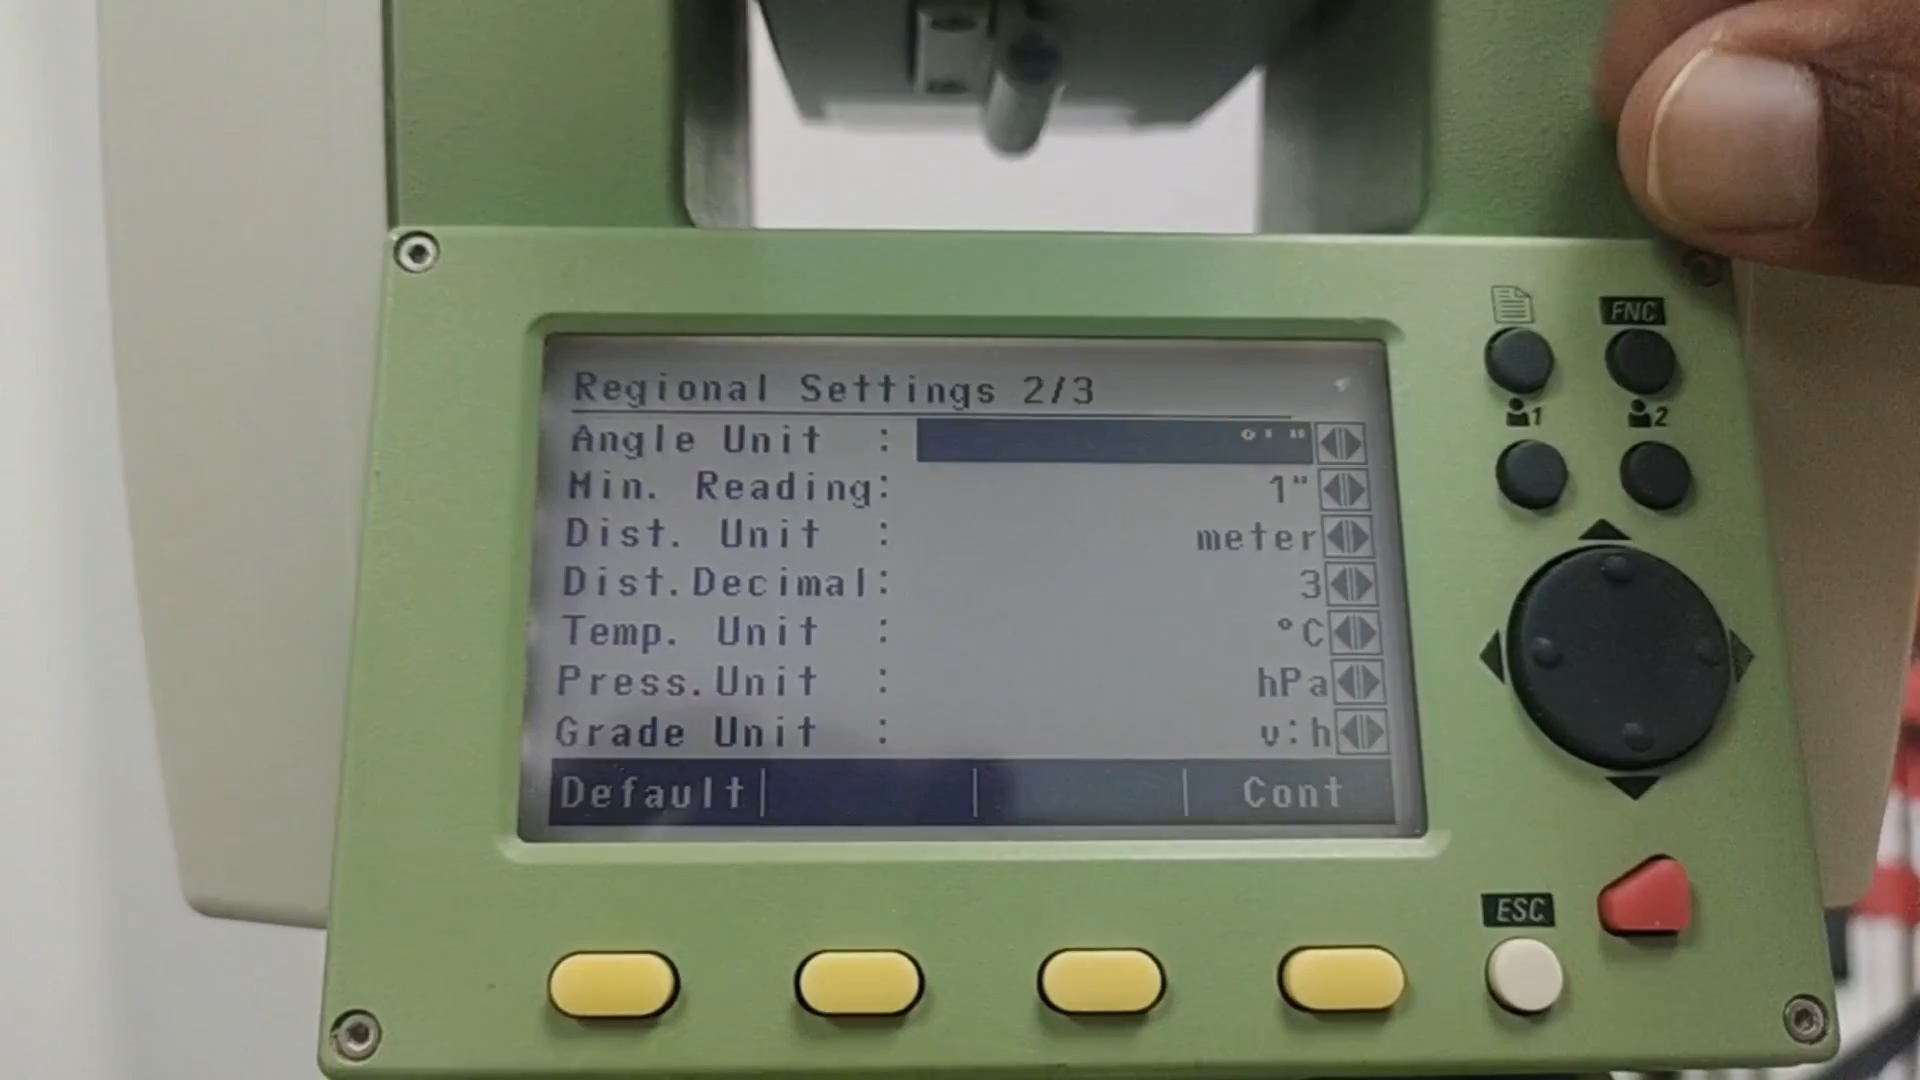 FNC
1
2
Regional Settings 2/3
Angle Unit : ° ' "
Min. Reading: 1"
Dist. Unit : meter
Dist.Decimal: 3
Temp. Unit : °C
Press.Unit : hPa
Grade Unit : v:h
Default Cont
ESC